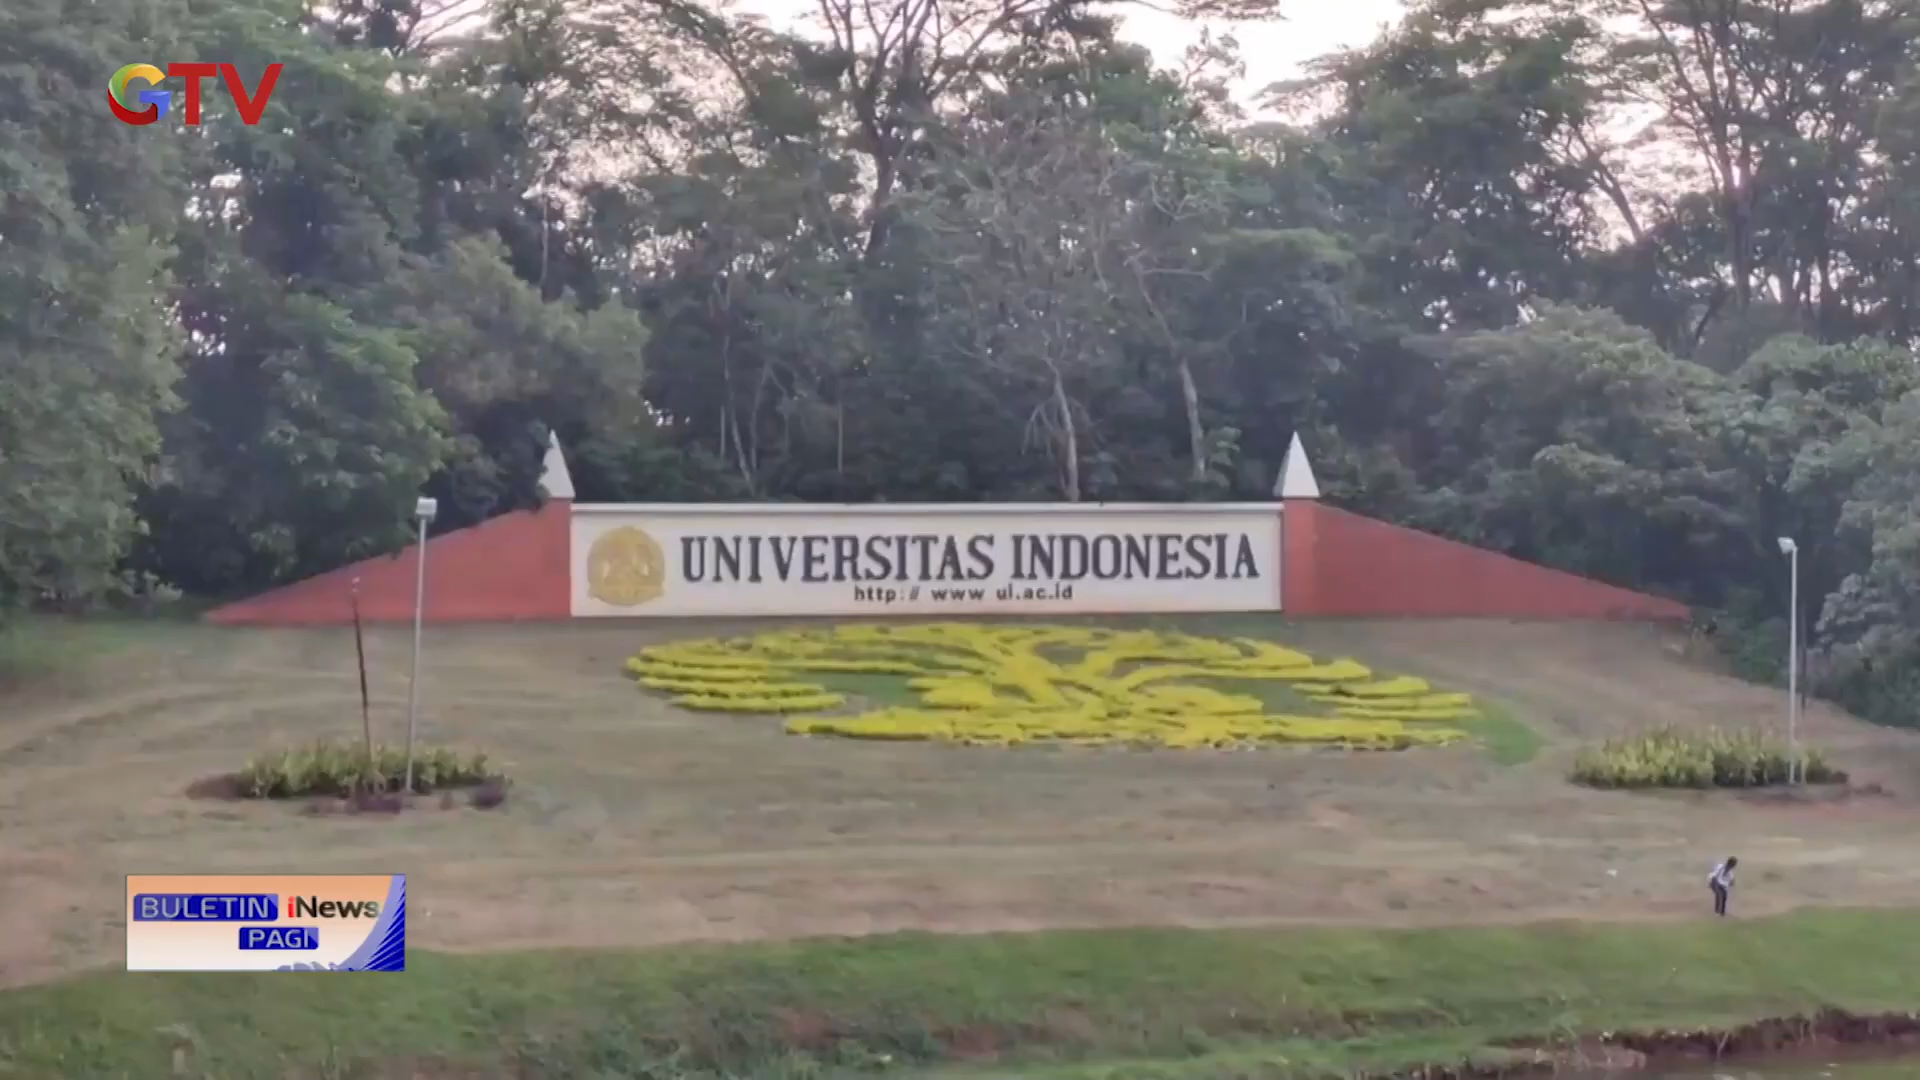 GTV
UNIVERSITAS INDONESIA
http:// www ui.ac.id
BULETIN iNews
PAGI